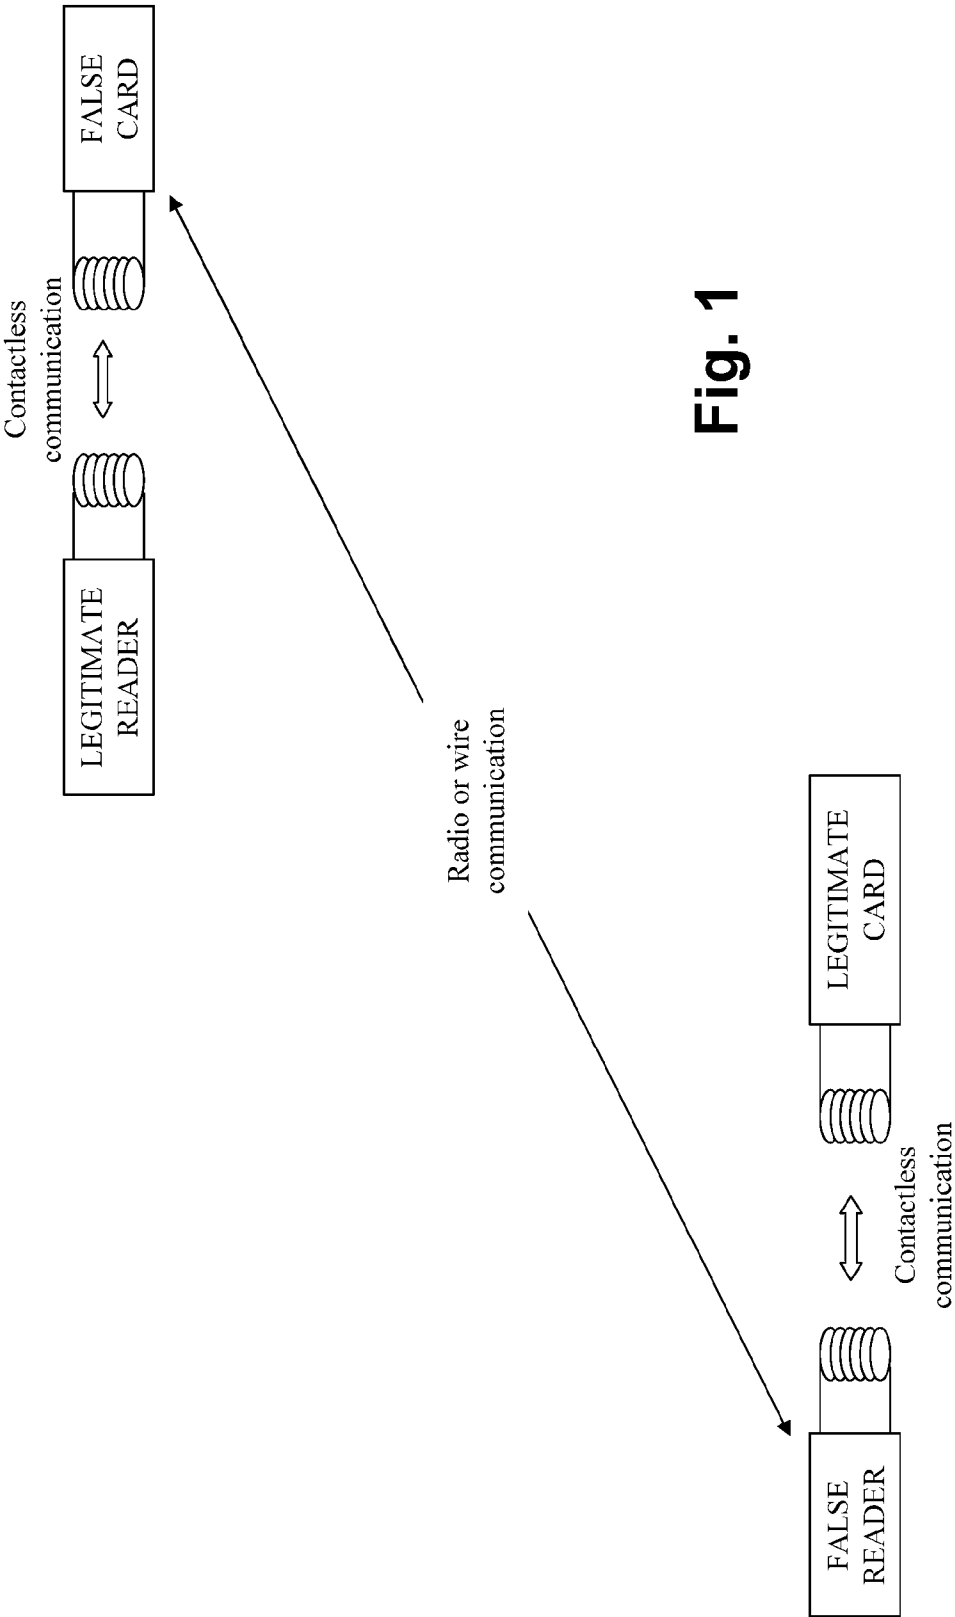 LEGITIMATE
READER
Contactless
communication
FALSE
CARD
Radio or wire
communication
FALSE
READER
Contactless
communication
LEGITIMATE
CARD
Fig. 1